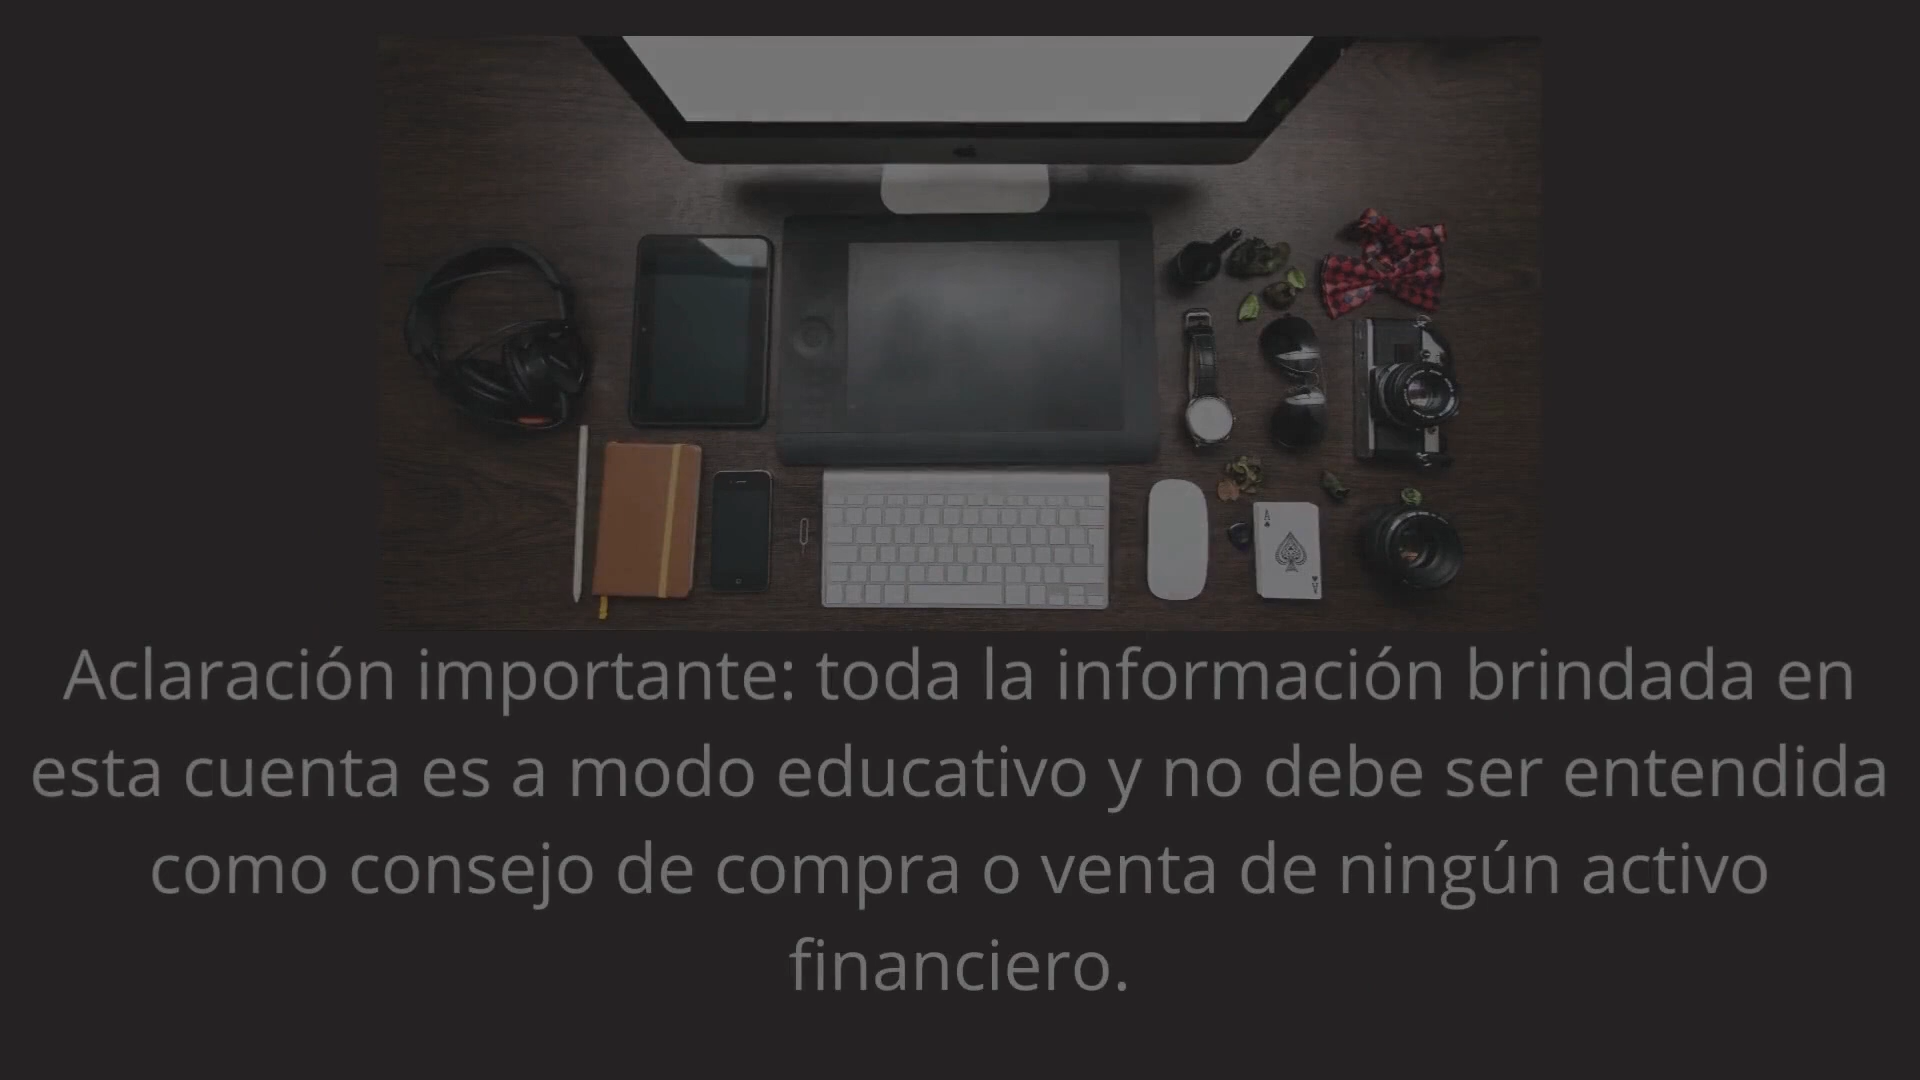 Aclaración importante: toda la información brindada en
esta cuenta es a modo educativo y no debe ser entendida
como consejo de compra o venta de ningún activo
financiero.